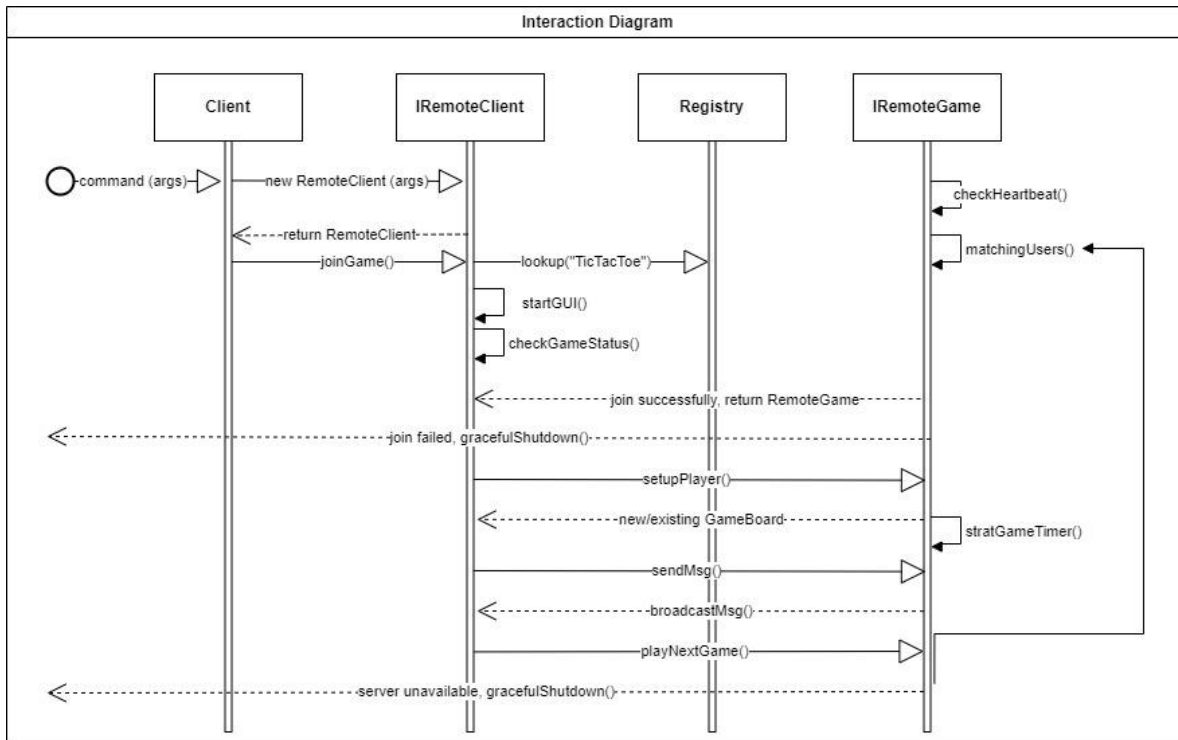 Interaction Diagram
Client
IRemoteClient
Registry
IRemoteGame
command (args)
new RemoteClient (args)
checkHeartbeat()
return RemoteClient
matchingUsers()
joinGame()
lookup("TicTacToe")
startGUI()
checkGameStatus()
join successfully, return RemoteGame
join failed, gracefulShutdown()
setupPlayer()
new/existing GameBoard
stratGameTimer()
sendMsg()
broadcastMsg()
playNextGame()
server unavailable, gracefulShutdown()